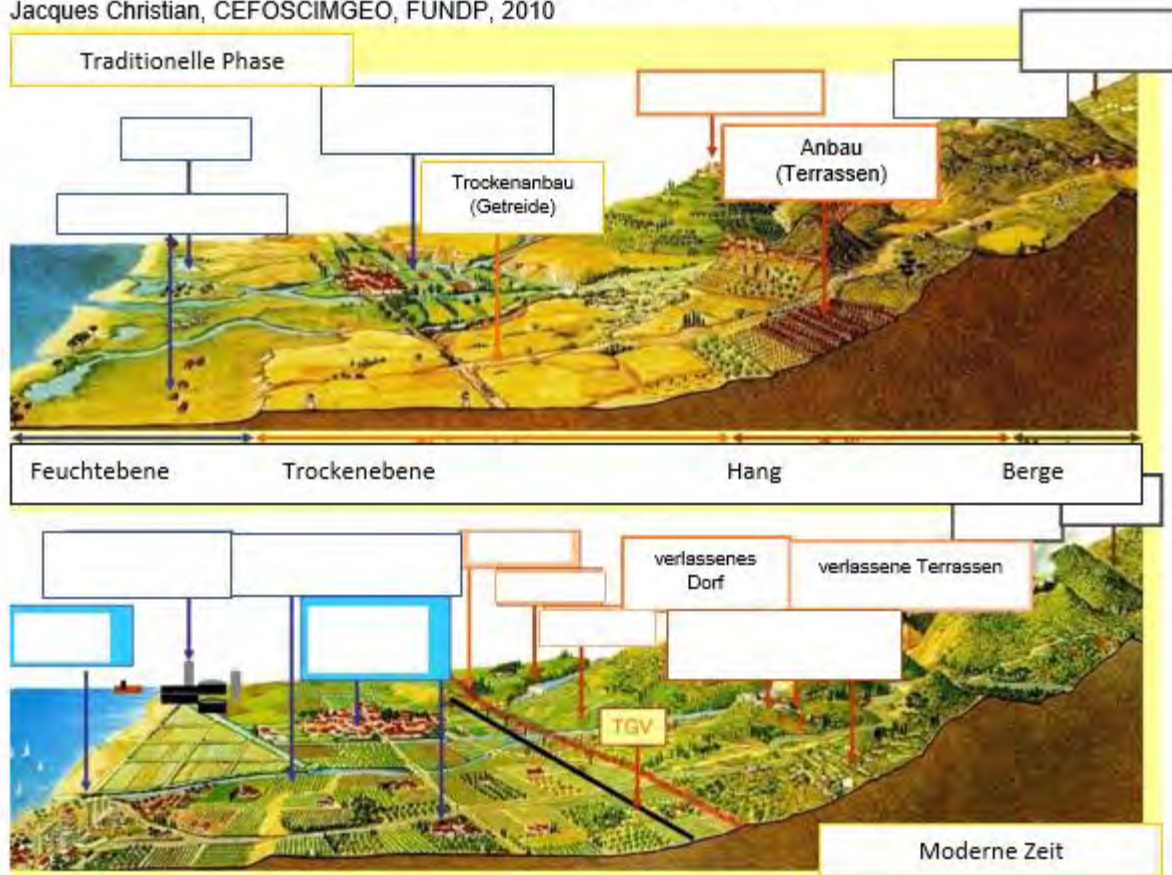 Jacques Christian, CEFOSCIMGEO, FUNDP, 2010
Traditionelle Phase
Anbau
(Terrassen)
Trockenanbau
(Getreide)
Feuchtebene
Trockenebene
Hang
Berge
verlassenes
Dorf
verlassene Terrassen
TGV
Moderne Zeit